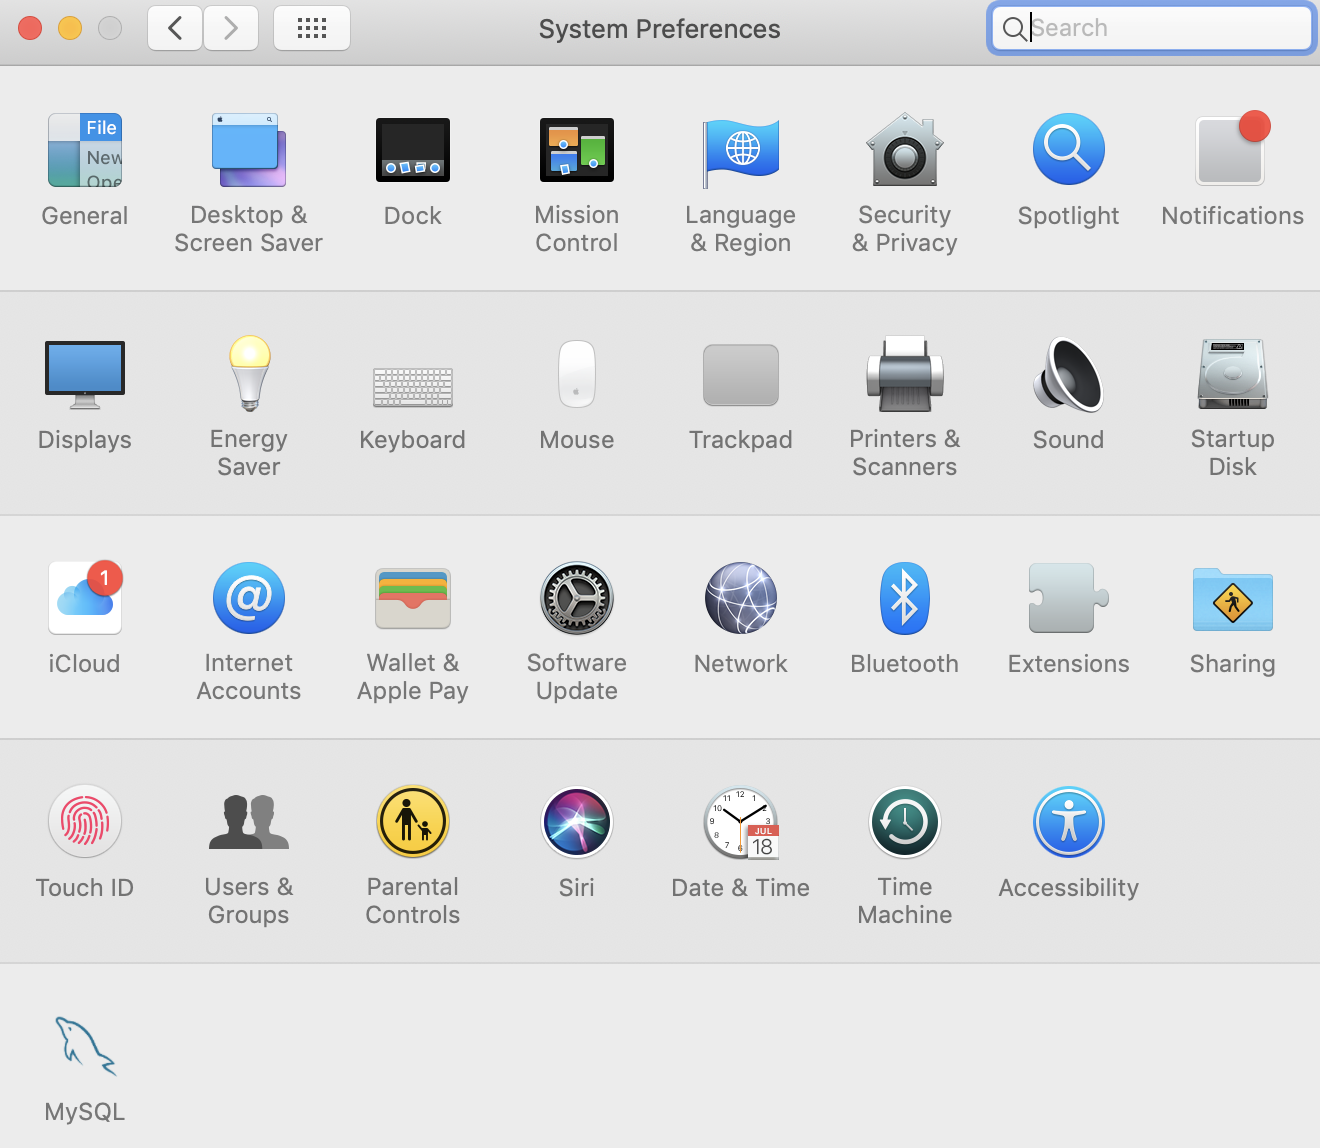 System Preferences
Search
File
New
Ope
General
Desktop &
Screen Saver
Dock
Mission
Control
Language
& Region
Security
& Privacy
Spotlight
Notifications
Displays
Energy
Saver
Keyboard
Mouse
Trackpad
Printers &
Scanners
Sound
Startup
Disk
1
iCloud
@
Internet
Accounts
Wallet &
Apple Pay
Software
Update
Network
Bluetooth
Extensions
Sharing
Touch ID
Users &
Groups
Parental
Controls
Siri
11 12 1
10 2
9 3
8
7 6
JUL
18
Date & Time
Time
Machine
Accessibility
MySQL